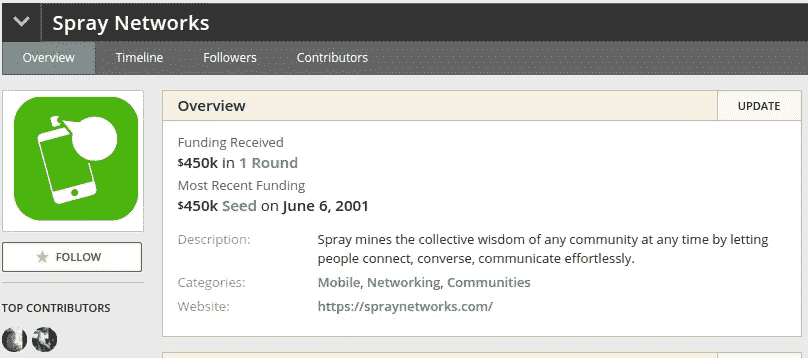 Spray Networks
Overview Timeline Followers Contributors
Overview UPDATE
Funding Received
$450k in 1 Round
Most Recent Funding
$450k Seed on June 6, 2001
Description: Spray mines the collective wisdom of any community at any time by letting
people connect, converse, communicate effortlessly.
Categories: Mobile, Networking, Communities
Website: https://spraynetworks.com/
FOLLOW
TOP CONTRIBUTORS